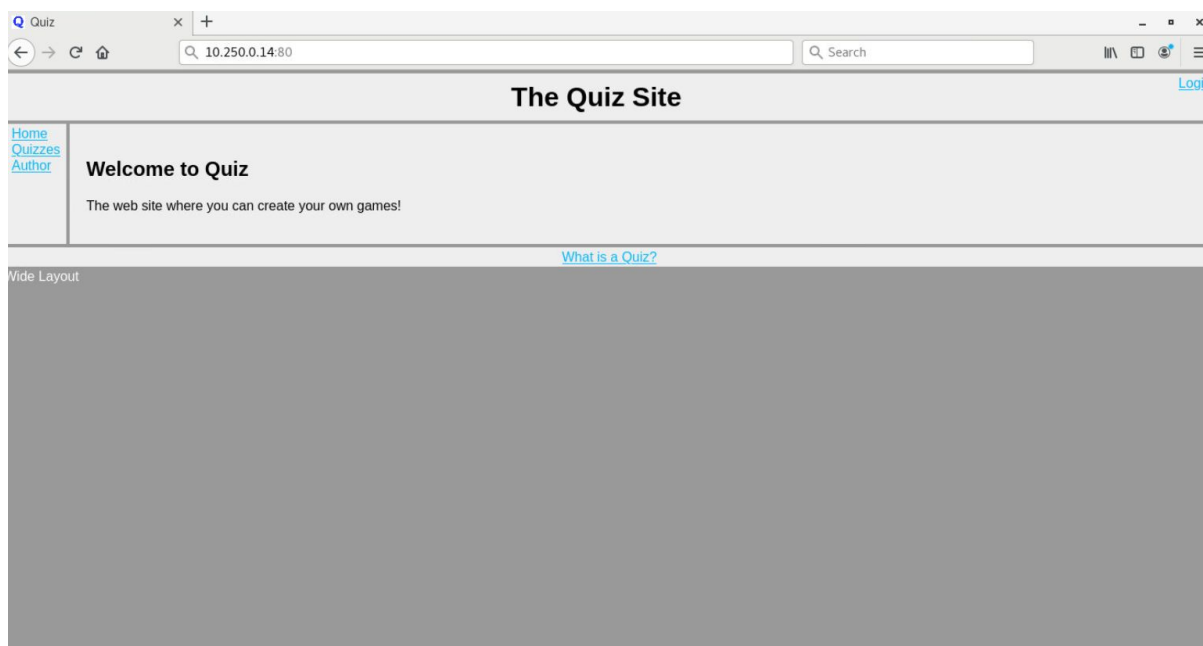 Q Quiz
10.250.0.14:80
Search
The Quiz Site
Logi
Home
Quizzes
Author
Welcome to Quiz
The web site where you can create your own games!
What is a Quiz?
Wide Layout